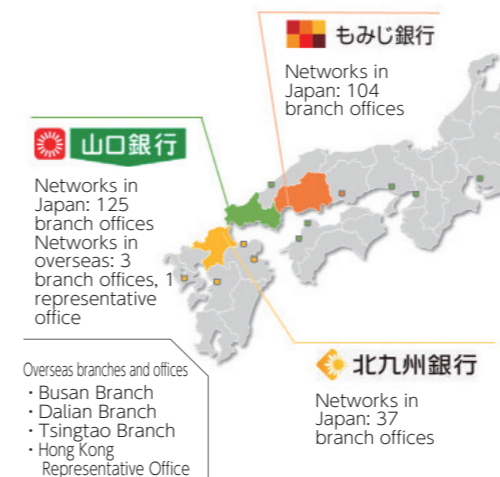 もみじ銀行
Networks in
Japan: 104
branch offices
山口銀行
Networks in
Japan: 125
branch offices
Networks in
overseas: 3
branch offices, 1
representative
office
Overseas branches and offices
・Busan Branch
・Dalian Branch
・Tsingtao Branch
・Hong Kong
Representative Office
北九州銀行
Networks in
Japan: 37
branch offices